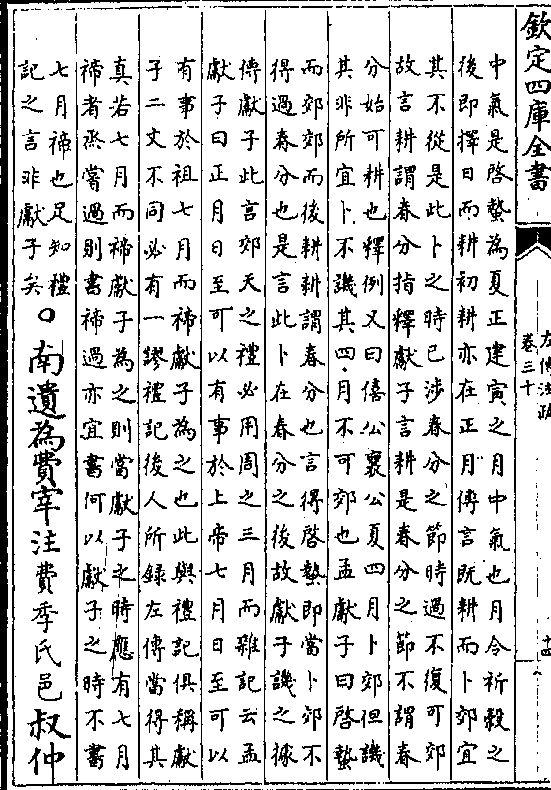 欽定四庫全書
左傳注疏
卷三十
十四
中氣是啓蟄為夏正建寅之月中氣也月令祈穀之
後即擇日而耕初耕亦在正月傳言既耕而卜郊宜
其不從是此卜之時已涉春分之節時過不復可郊
故言耕謂春分指釋獻子言耕是春分之節不謂春
分始可耕也釋例又曰僖公襄公夏四月卜郊但譏
其非所宜卜不譏其四月不可郊也孟獻子曰啓蟄
而郊郊而後耕耕謂春分也言得啓蟄即當卜郊不
得過春分也是言此卜在春分之後故獻子譏之據
傳獻子此言郊天之禮必用周之三月而雜記云孟
獻子曰正月日至可以有事於上帝七月日至可以
有事於祖七月而禘獻子為之也此與禮記俱稱獻
子二文不同必有一謬禮記後人所録左傳當得其
真若七月而禘獻子為之則當獻子之時應有七月
禘者烝嘗過則書禘過亦宜書何以獻子之時不書
七月禘也足知禮
記之言非獻子矣
○南遺為費宰注費季氏邑叔仲